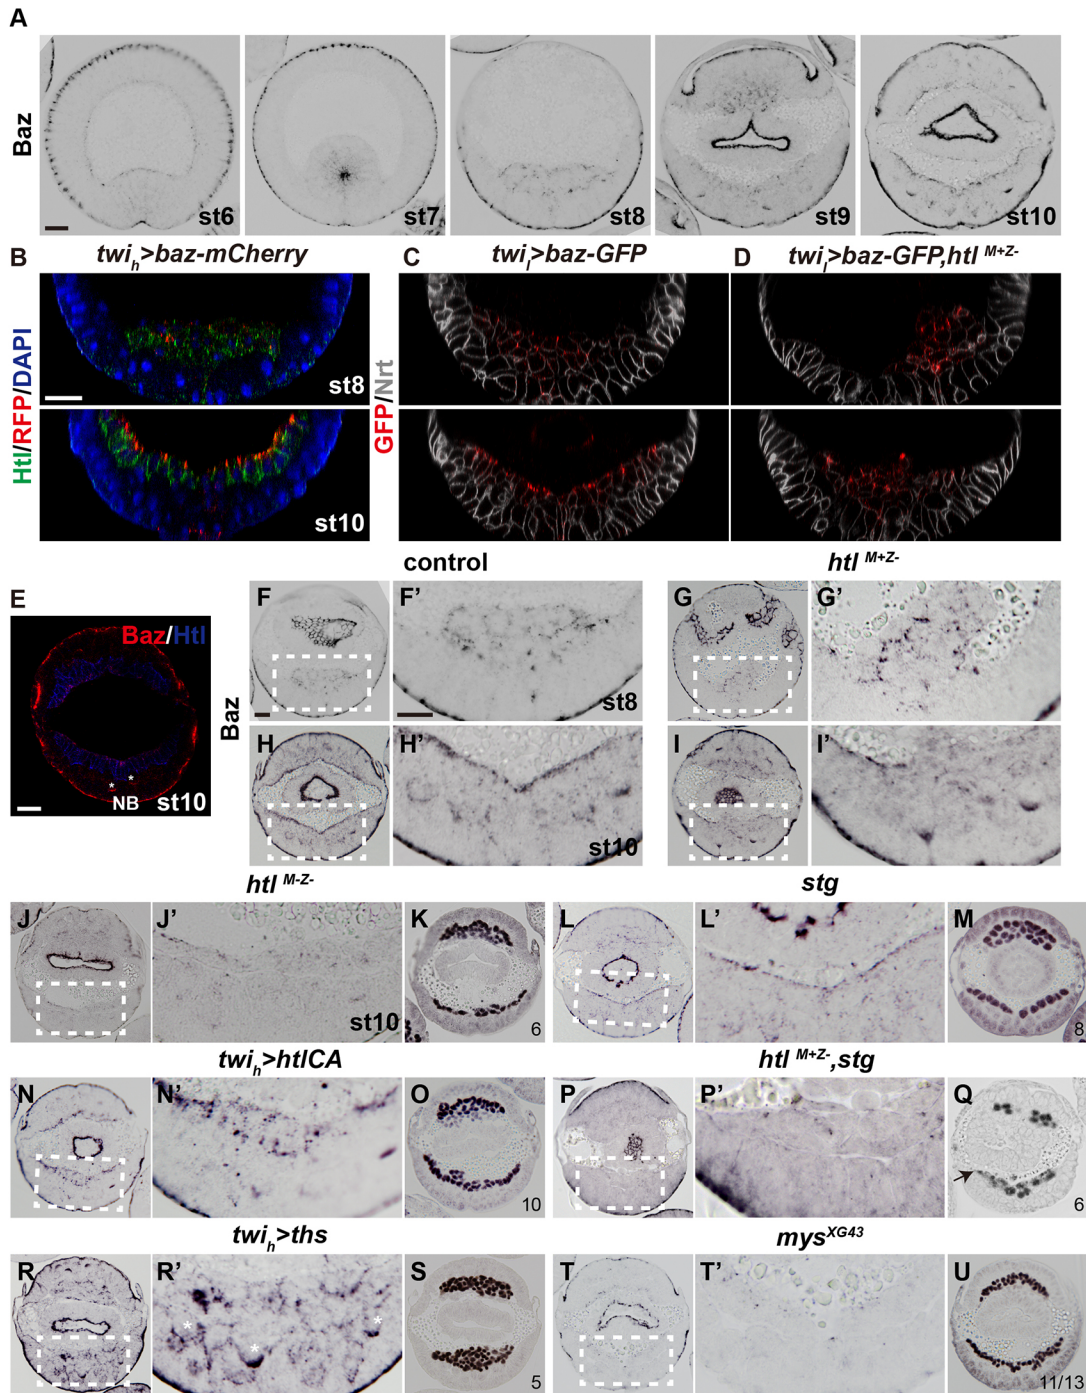 A
Baz
st6
st7
st8
st9
st10
B
twih>baz-mCherry
C
twil>baz-GFP
D
twil>baz-GFP,htl M+Z-
Htl/RFP/DAPI
st8
st10
GFP/Nrt
control
htl M+Z-
E
Baz/Htl
* *
NB
st10
Baz
F
F’
st8
G
G’
H
H’
st10
I
I’
htl M-Z-
stg
J
J’
st10
K
6
L
L’
M
8
twih>htlCA
htl M+Z-,stg
N
N’
O
10
P
P’
Q
6
twih>ths
mysXG43
R
R’
* * *
S
5
T
T’
U
11/13